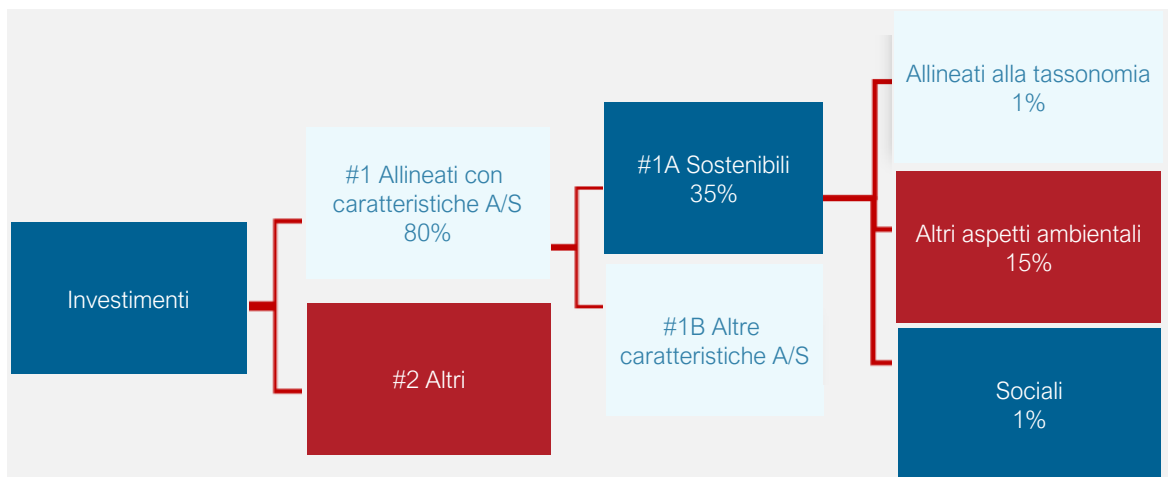 Investimenti
#1 Allineati con
caratteristiche A/S
80%
#2 Altri
#1A Sostenibili
35%
#1B Altre
caratteristiche A/S
Allineati alla tassonomia
1%
Altri aspetti ambientali
15%
Sociali
1%